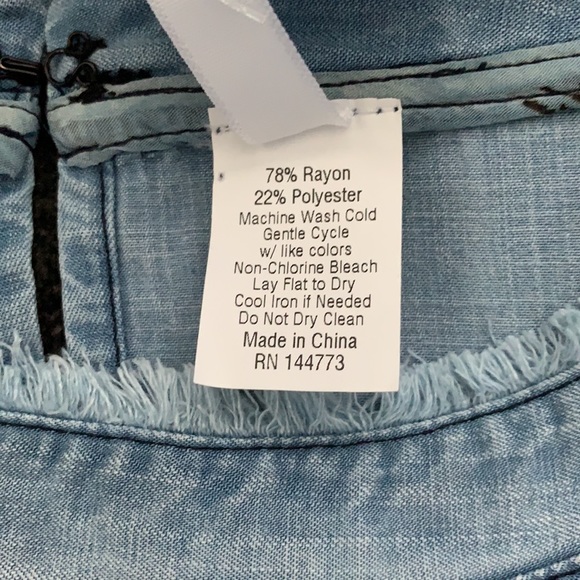 78% Rayon
22% Polyester
Machine Wash Cold
Gentle Cycle
w/ like colors
Non-Chlorine Bleach
Lay Flat to Dry
Cool Iron if Needed
Do Not Dry Clean
Made in China
RN 144773